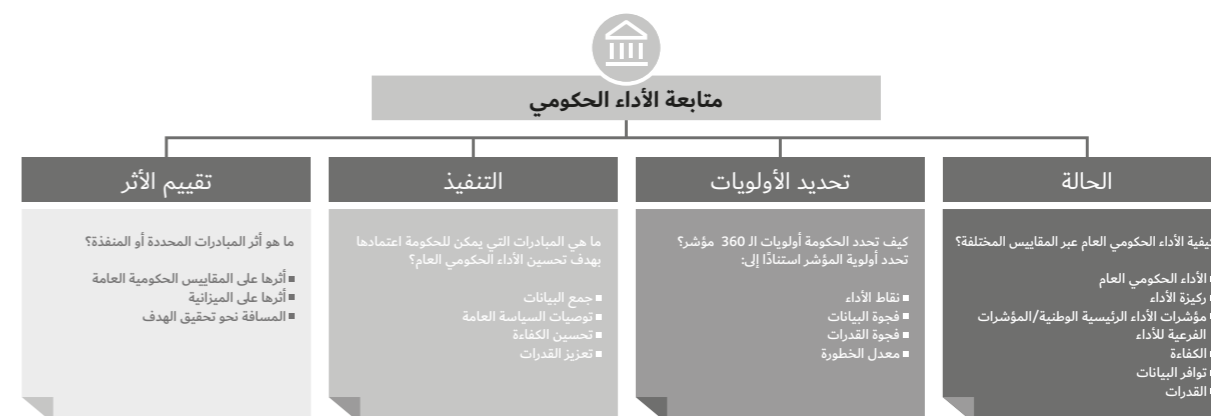 متابعة الأداء الحكومي
الحالة
كيفية الأداء الحكومي العام عبر المقاييس المختلفة؟
■ الأداء الحكومي العام
■ ركيزة الأداء
■ مؤشرات الأداء الرئيسية الوطنية/المؤشرات
الفرعية للأداء
■ الكفاءة
■ توافر البيانات
■ القدرات
تحديد الأولويات
كيف تحدد الحكومة أولويات الـ 360 مؤشر؟
تحدد أولوية المؤشر استنادًا إلى:
■ نقاط الأداء
■ فجوة البيانات
■ فجوة القدرات
■ معدل الخطورة
التنفيذ
ما هي المبادرات التي يمكن للحكومة اعتمادها
بهدف تحسين الأداء الحكومي العام؟
■ جمع البيانات
■ توصيات السياسة العامة
■ تحسين الكفاءة
■ تعزيز القدرات
تقييم الأثر
ما هو أثر المبادرات المحددة أو المنفذة؟
■ أثرها على المقاييس الحكومية العامة
■ أثرها على الميزانية
■ المسافة نحو تحقيق الهدف